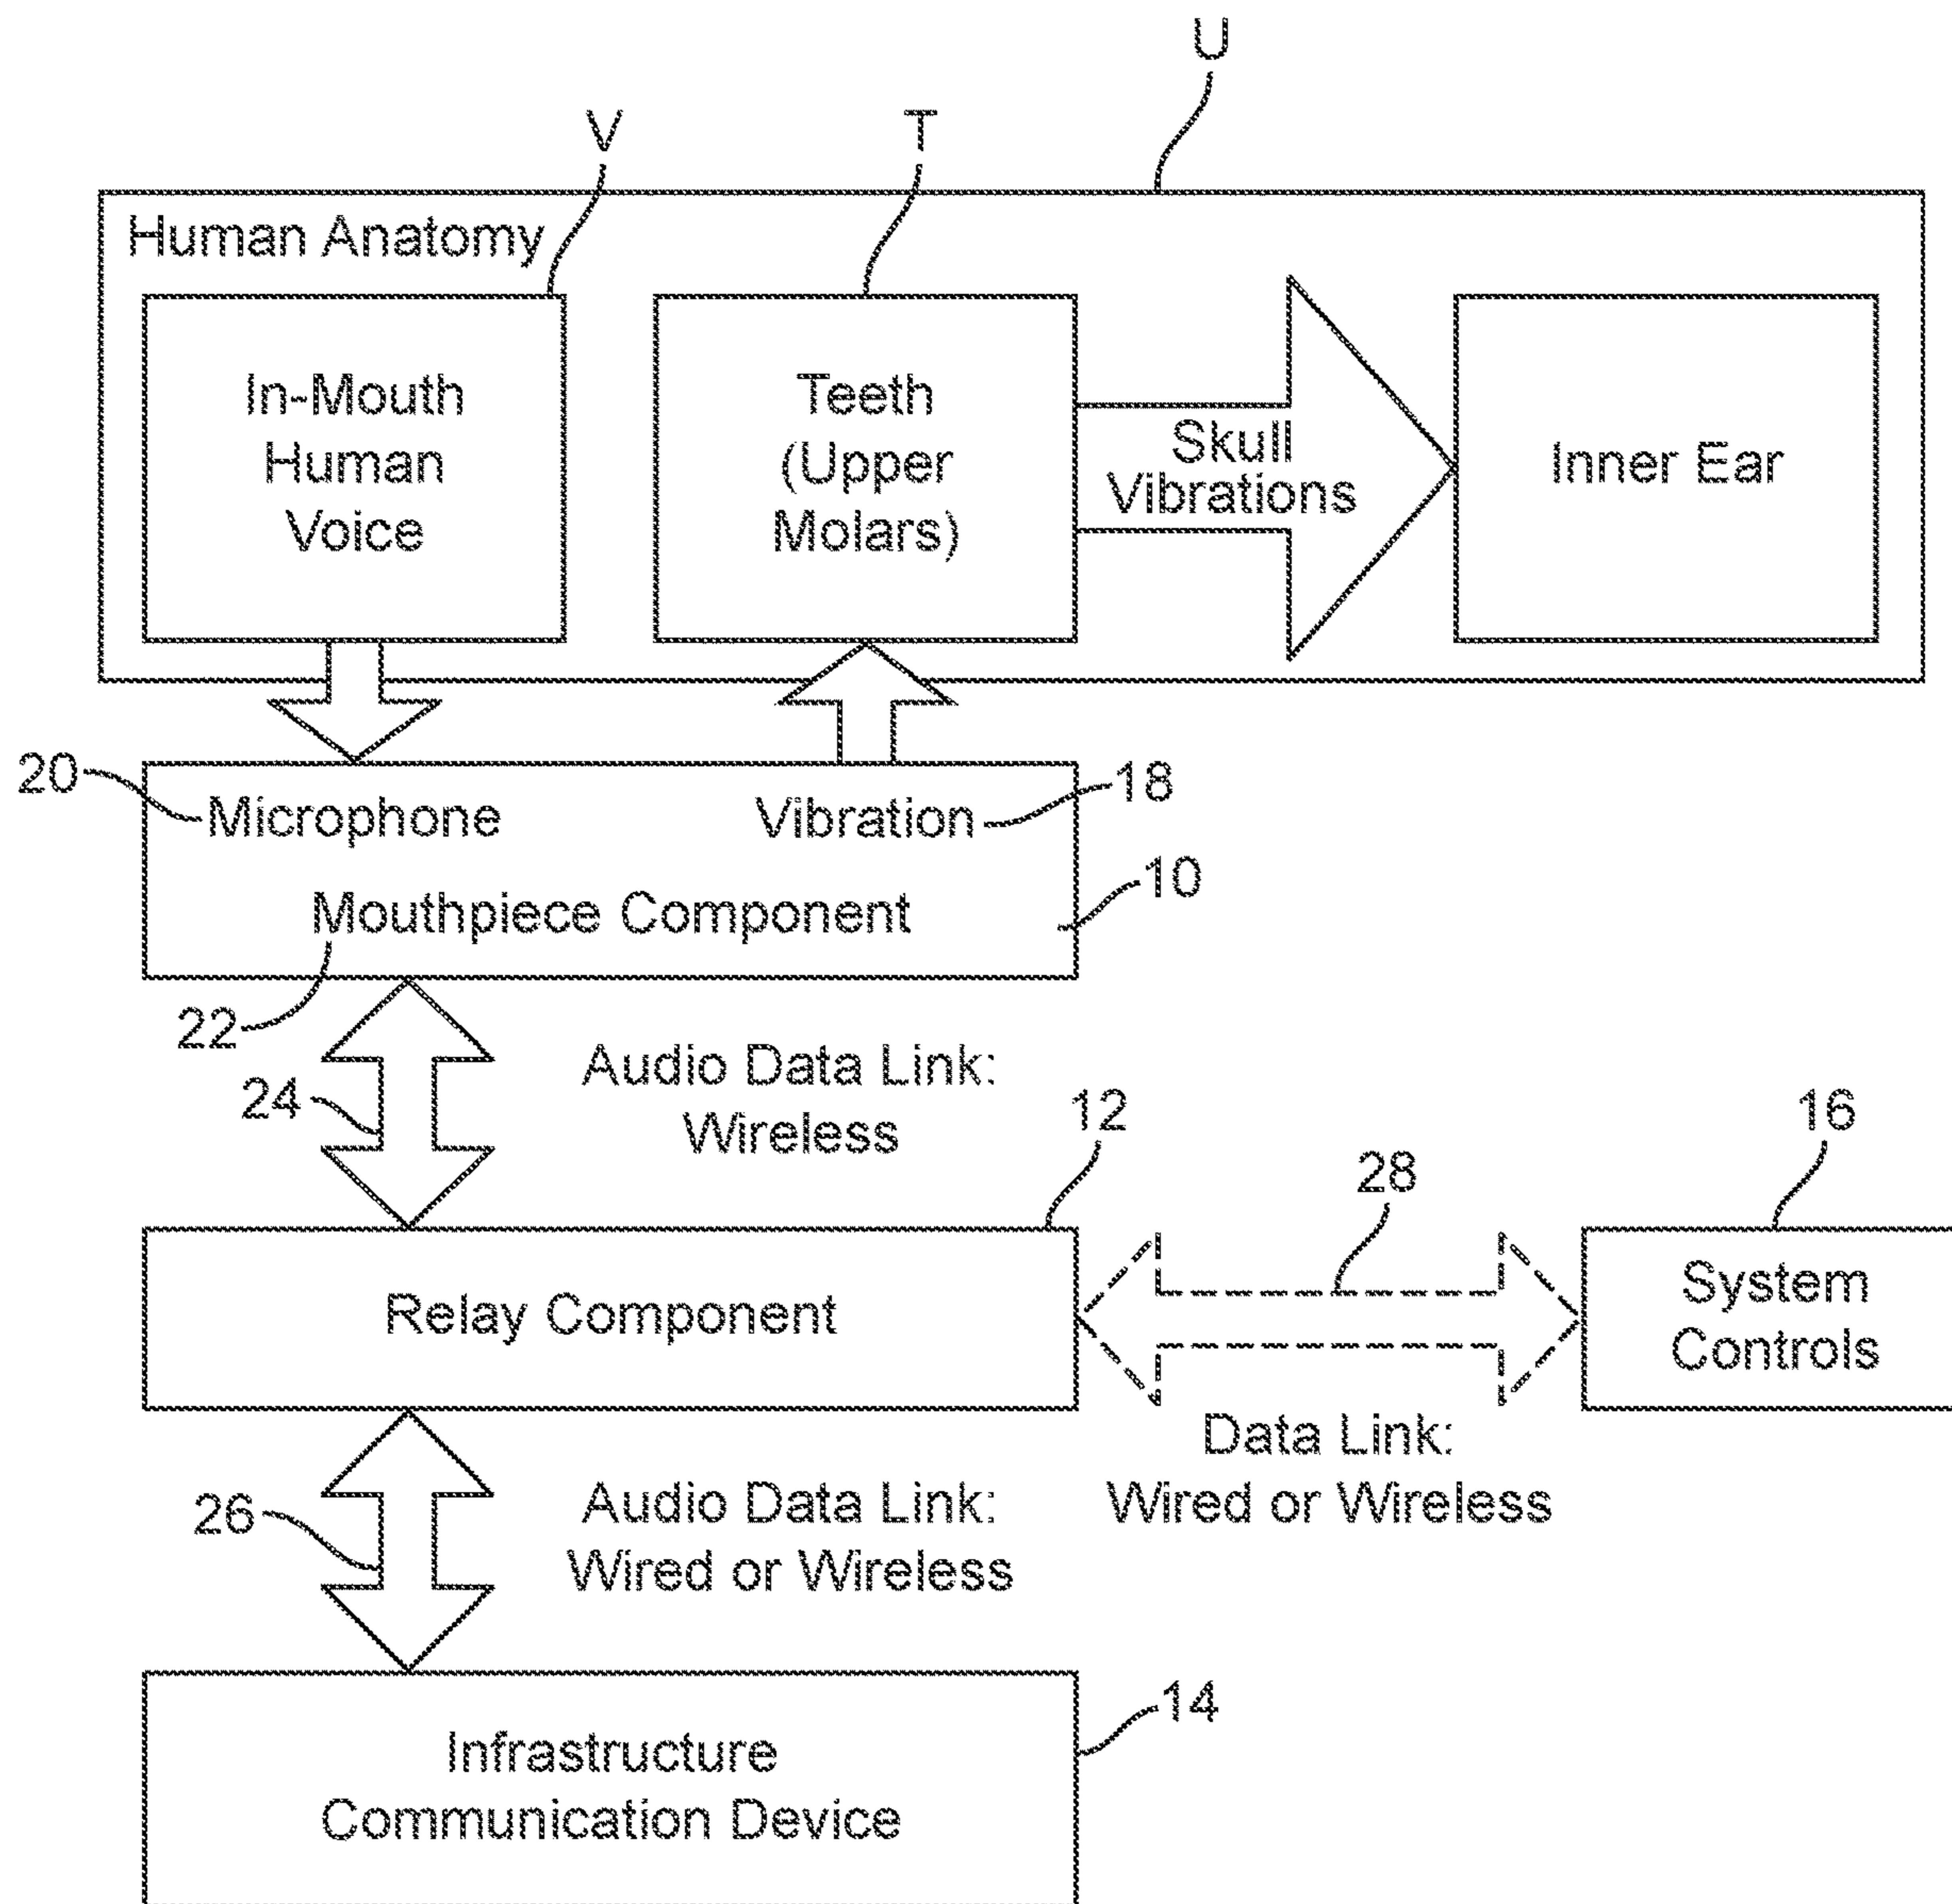 U
V
T
Human Anatomy
In-Mouth
Human
Voice
Teeth
(Upper
Molars)
Skull
Vibrations
Inner Ear
20
Microphone
Vibration
18
Mouthpiece Component
10
22
24
Audio Data Link:
Wireless
12
28
16
Relay Component
System
Controls
Data Link:
Wired or Wireless
26
Audio Data Link:
Wired or Wireless
14
Infrastructure
Communication Device